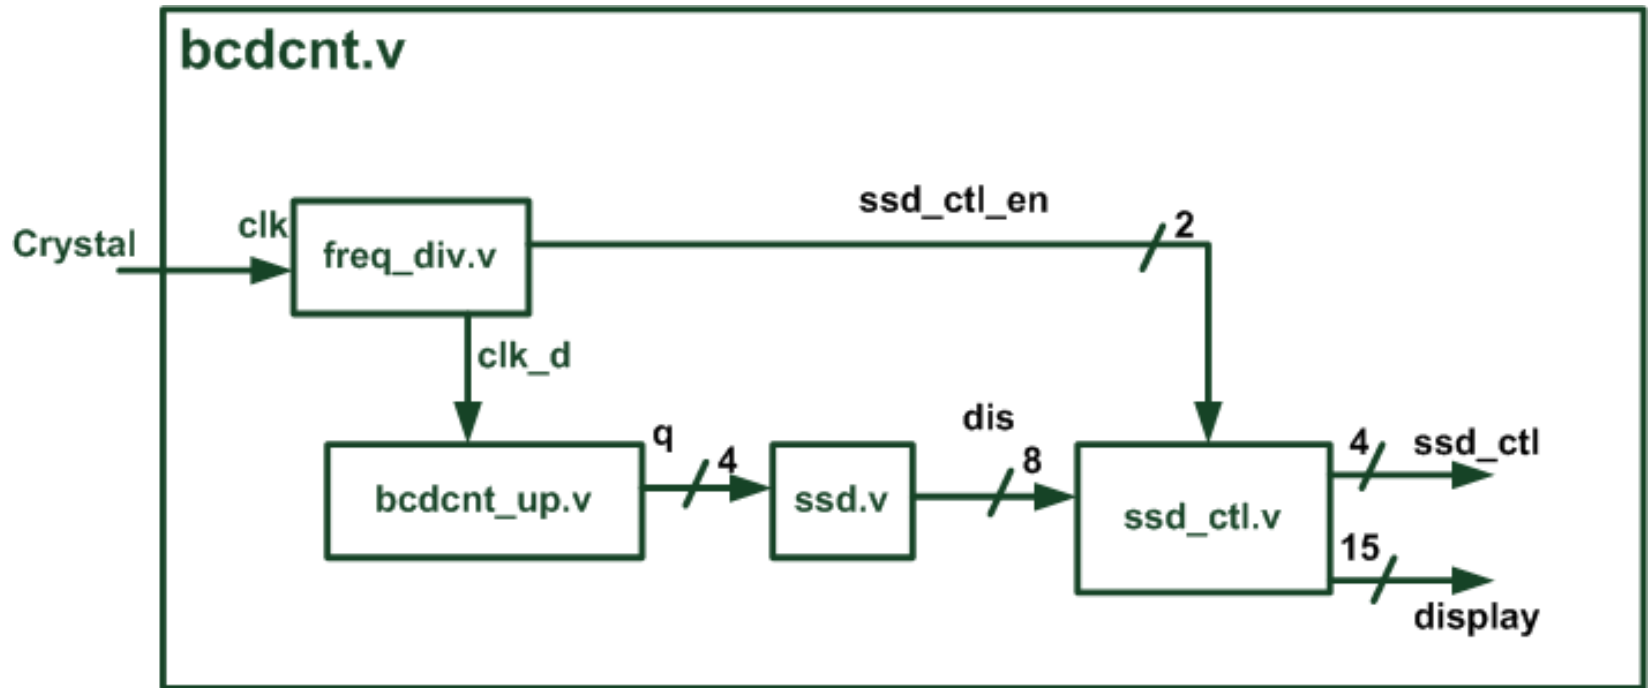 bcdcnt.v
ssd_ctl_en
2
Crystal
clk
freq_div.v
clk_d
q
4
dis
8
4
ssd_ctl
bcdcnt_up.v
ssd.v
ssd_ctl.v
15
display